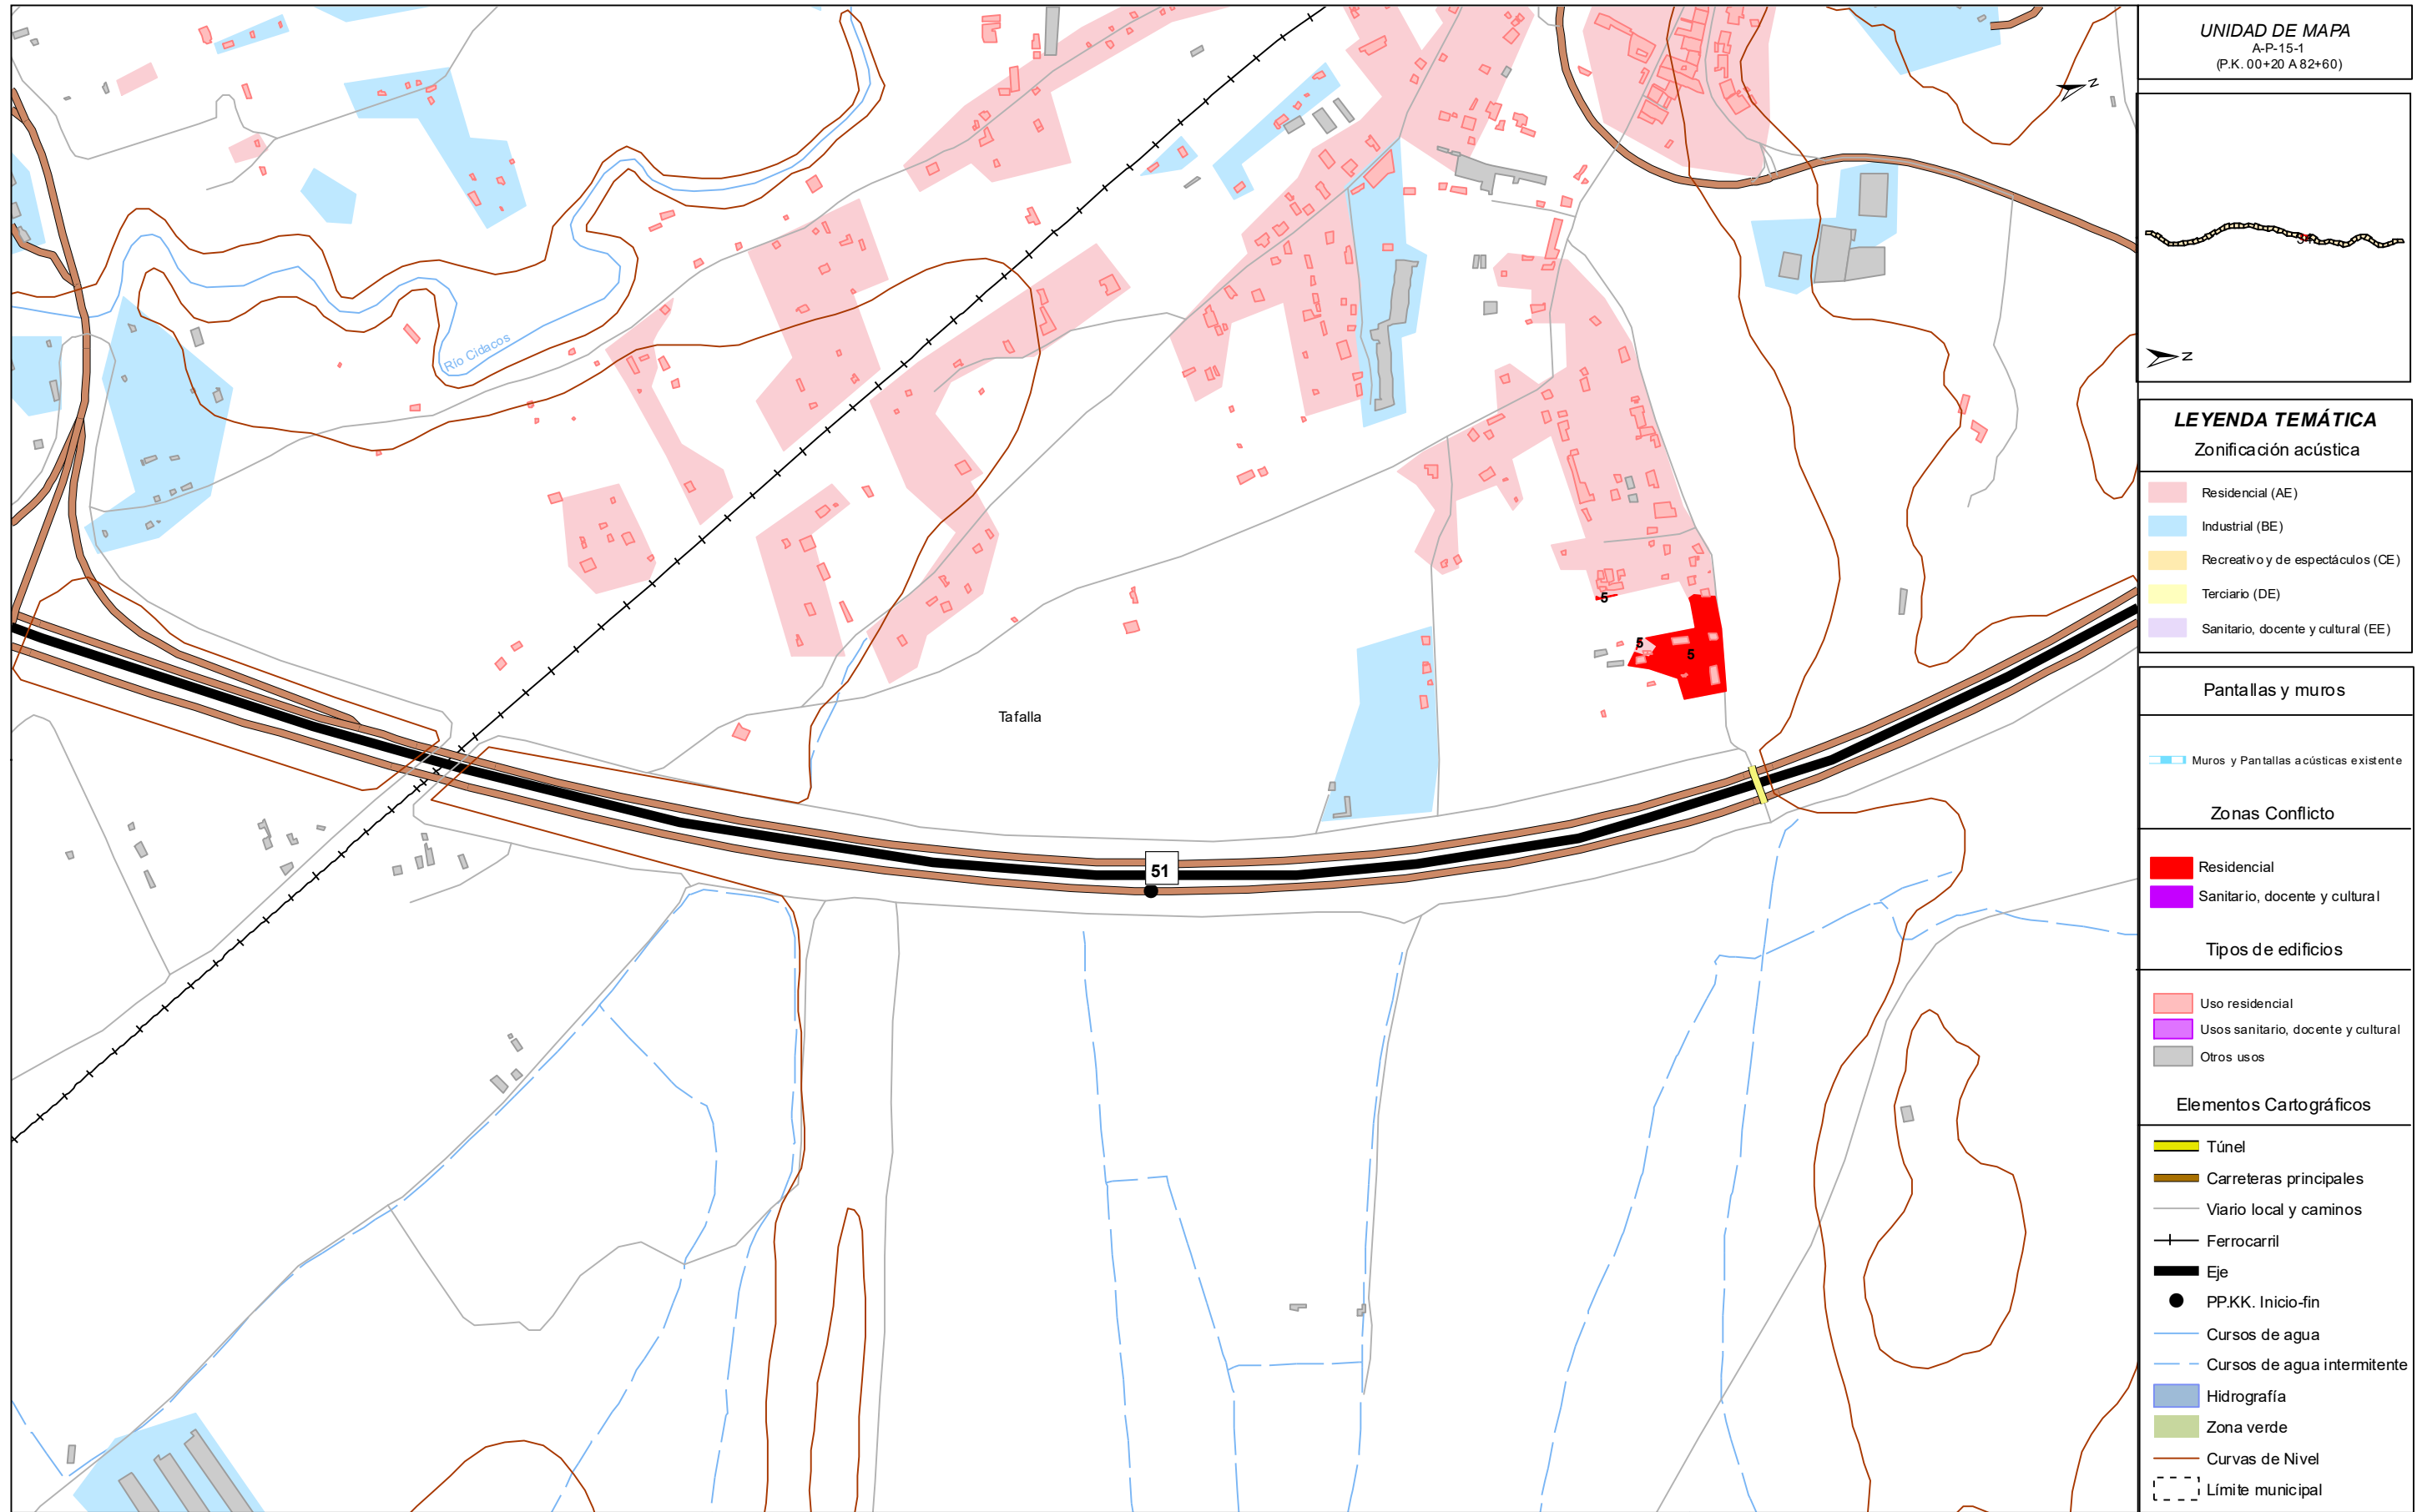 UNIDAD DE MAPA
A-P-15-1
(P.K. 00+20 A 82+60)
N
N
LEYENDA TEMÁTICA
Zonificación acústica
Residencial (AE)
Industrial (BE)
Recreativo y de espectáculos (CE)
Terciario (DE)
Sanitario, docente y cultural (EE)
Pantallas y muros
Muros y Pantallas acústicas existente
Zonas Conflicto
Residencial
Sanitario, docente y cultural
Tipos de edificios
Uso residencial
Usos sanitario, docente y cultural
Otros usos
Elementos Cartográficos
Túnel
Carreteras principales
Viario local y caminos
Ferrocarril
Eje
PP.KK. Inicio-fin
Cursos de agua
Cursos de agua intermitente
Hidrografía
Zona verde
Curvas de Nivel
Límite municipal
Río Cidacos
5
5
5
Tafalla
51